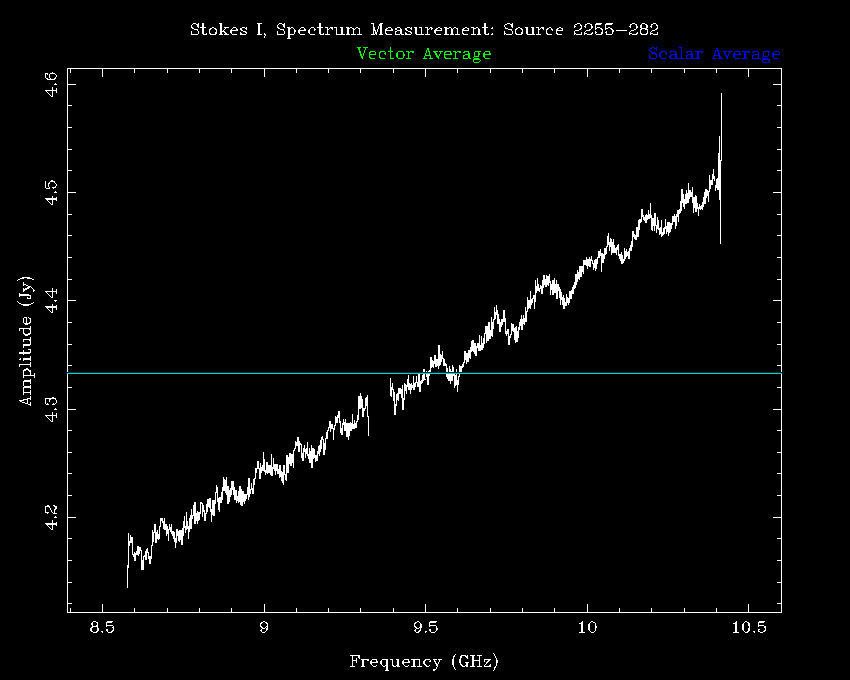 Stokes I, Spectrum Measurement: Source 2255−282
Vector Average Scalar Average
4.6
4.5
4.4
4.3
4.2
Amplitude (Jy)
8.5 9 9.5 10 10.5
Frequency (GHz)